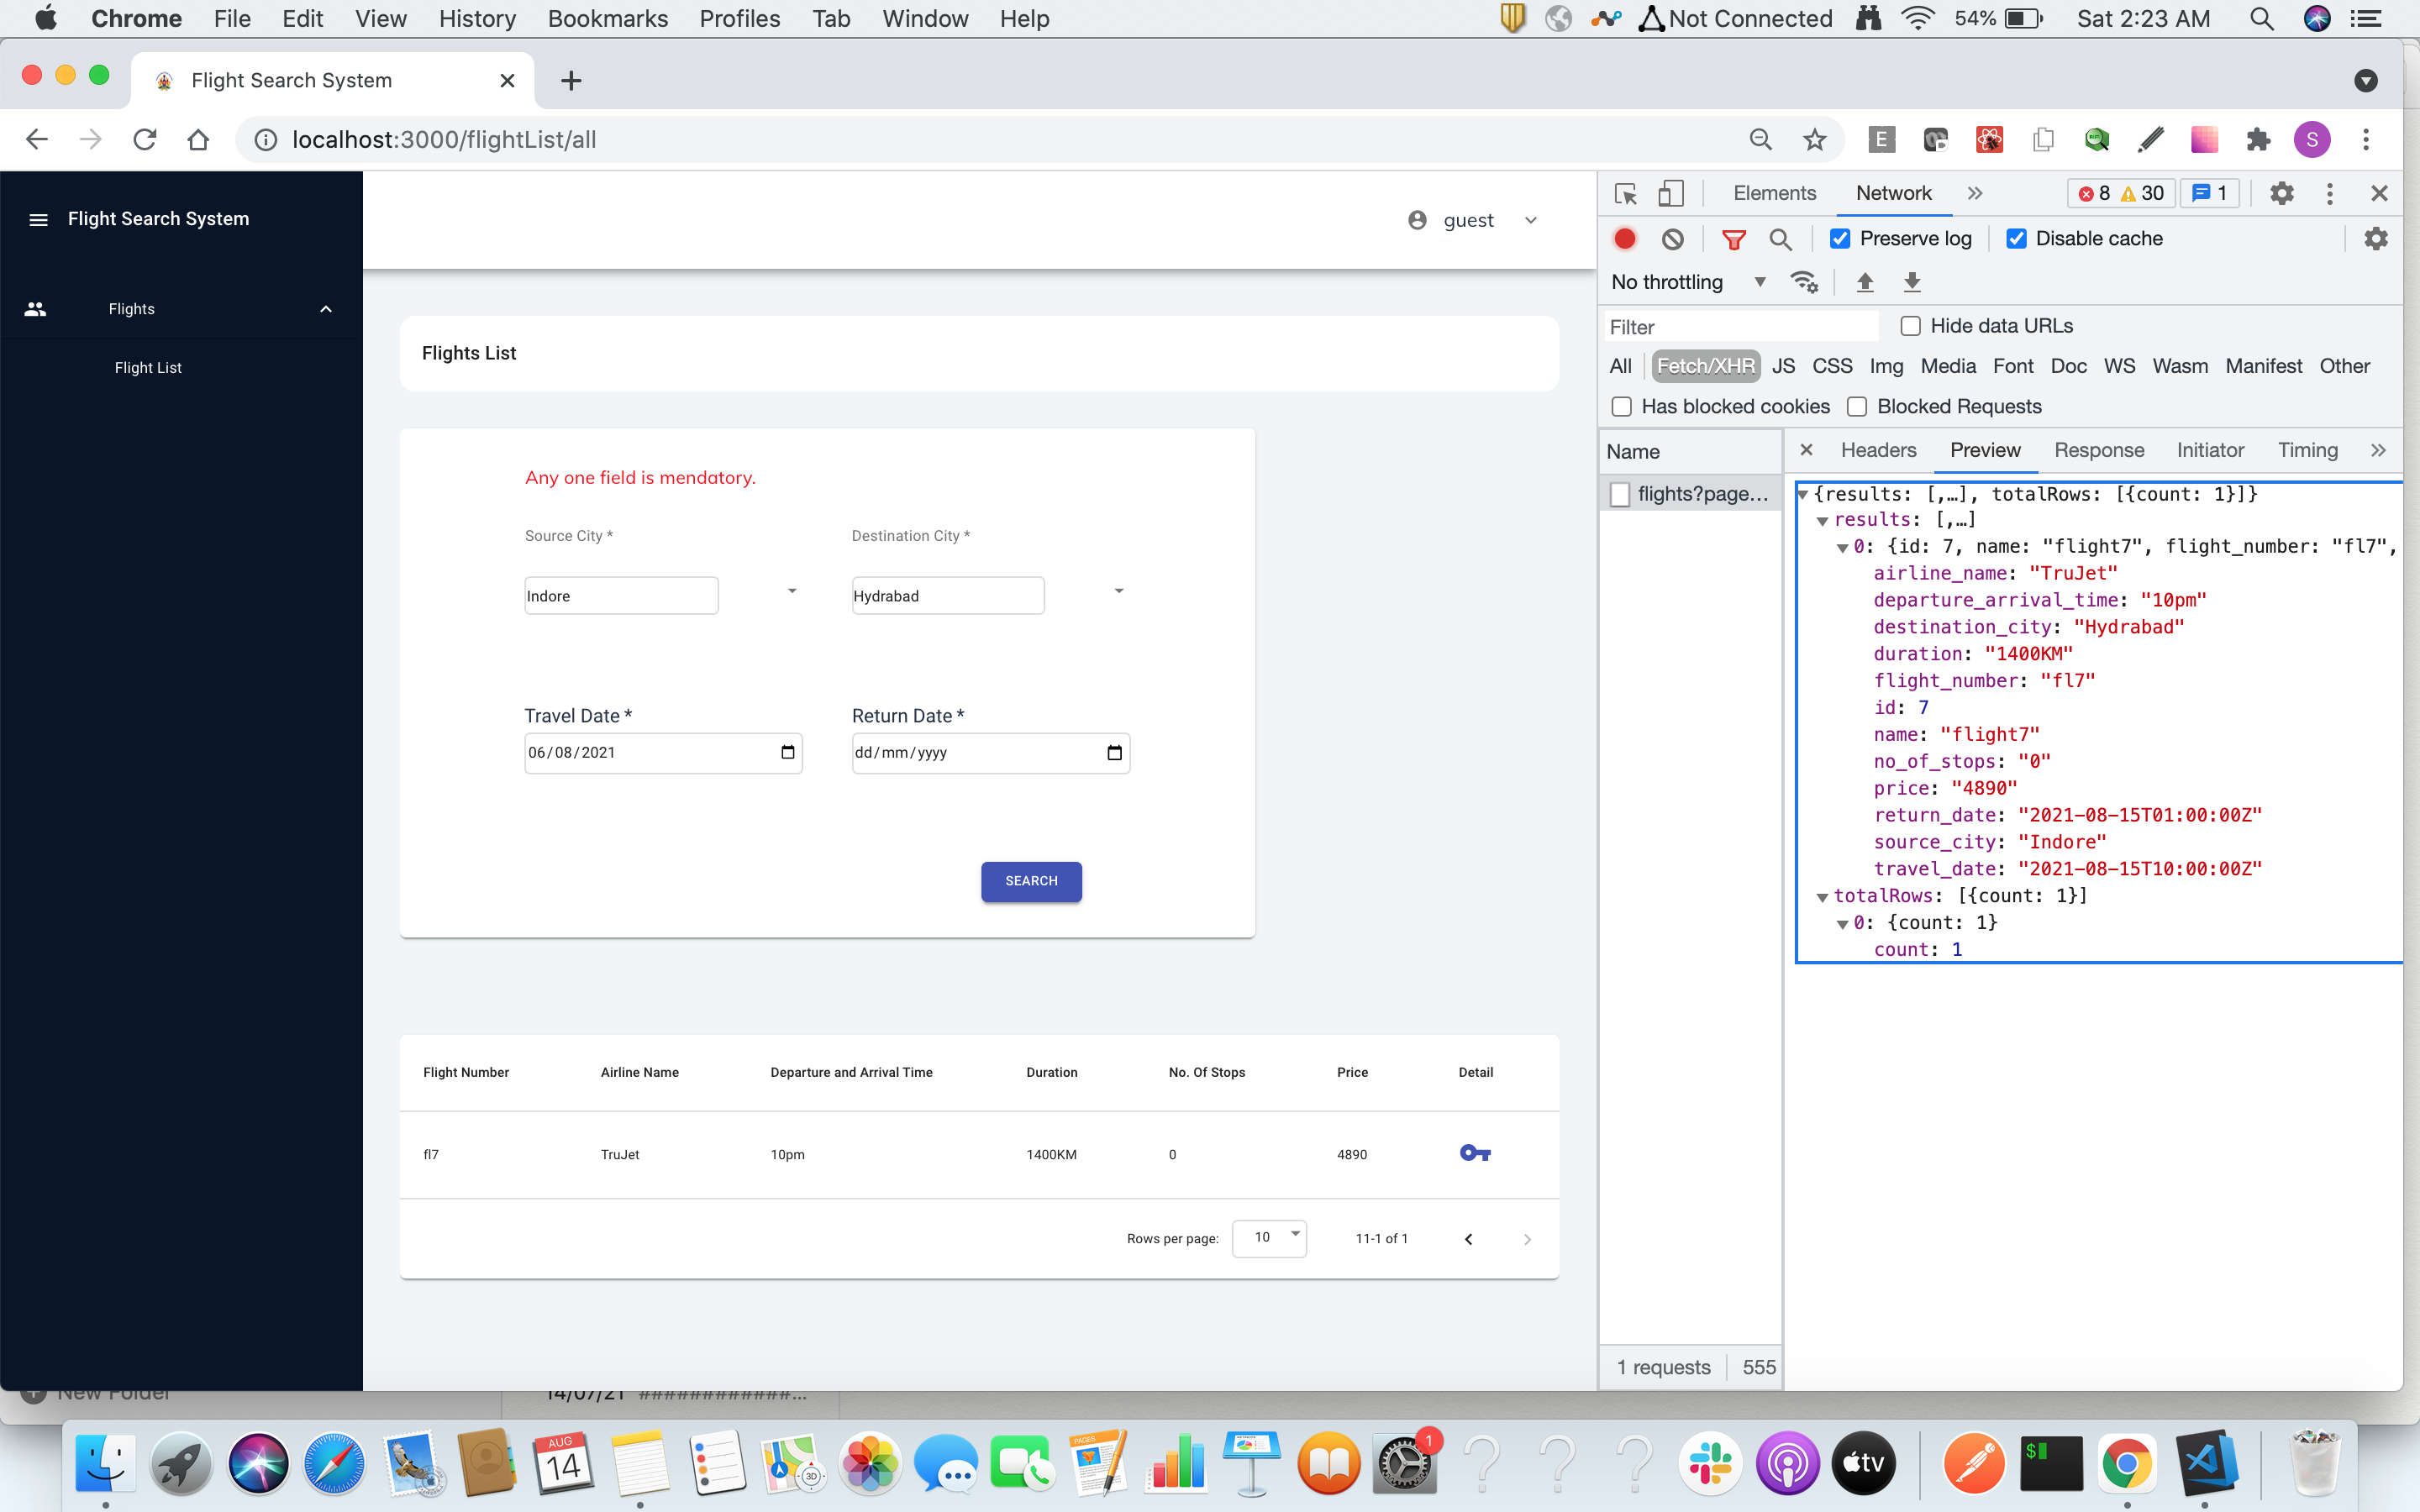 Chrome File Edit View History Bookmarks Profiles Tab Window Help Not Connected 54% Sat 2:23 AM
Flight Search System
localhost:3000/flightList/all E S
Flight Search System
Flights
Flight List
guest
Flights List
Any one field is mendatory.
Source City * Destination City *
Indore Hydrabad
Travel Date * Return Date *
06/08/2021 dd/mm/yyyy
SEARCH
Flight Number Airline Name Departure and Arrival Time Duration No. Of Stops Price Detail
fl7 TruJet 10pm 1400KM 0 4890
Rows per page: 10 11-1 of 1
Elements Network 8 30 1
Preserve log Disable cache
No throttling
Filter Hide data URLs
All Fetch/XHR JS CSS Img Media Font Doc WS Wasm Manifest Other
Has blocked cookies Blocked Requests
Name Headers Preview Response Initiator Timing
flights?page…
{results: [,…], totalRows: [{count: 1}]}
results: [,…]
0: {id: 7, name: "flight7", flight_number: "fl7",
airline_name: "TruJet"
departure_arrival_time: "10pm"
destination_city: "Hydrabad"
duration: "1400KM"
flight_number: "fl7"
id: 7
name: "flight7"
no_of_stops: "0"
price: "4890"
return_date: "2021-08-15T01:00:00Z"
source_city: "Indore"
travel_date: "2021-08-15T10:00:00Z"
totalRows: [{count: 1}]
0: {count: 1}
count: 1
1 requests 555
New Folder 14/07/21 ############...
AUG
14
3D
PAGES
1
tv
$